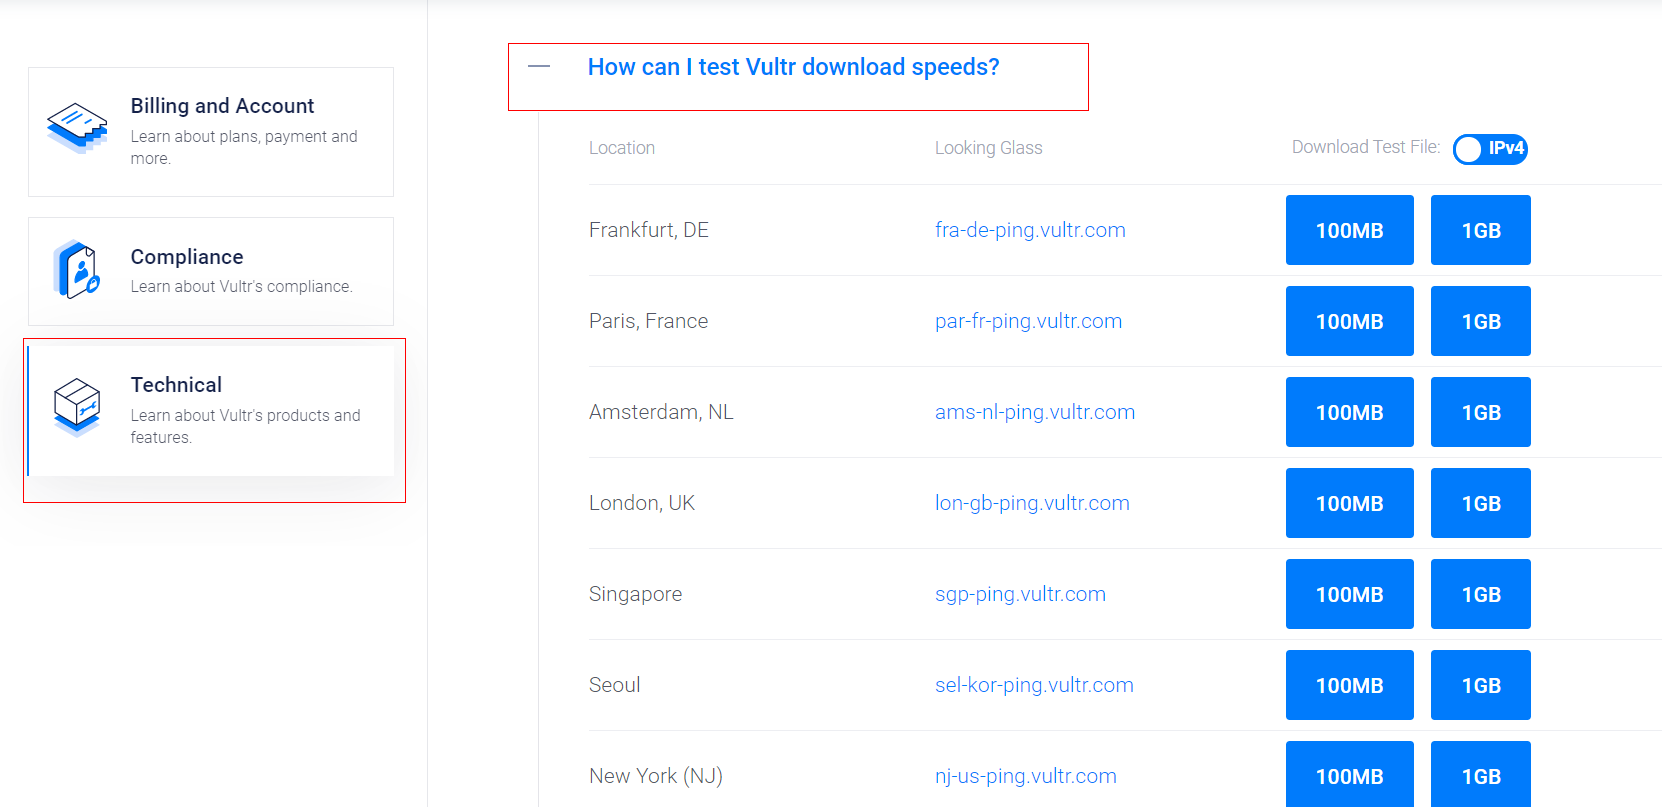 Billing and Account
Learn about plans, payment and
more.
Compliance
Learn about Vultr's compliance.
Technical
Learn about Vultr's products and
features.
How can I test Vultr download speeds?
Location Looking Glass Download Test File: IPv4
Frankfurt, DE fra-de-ping.vultr.com 100MB 1GB
Paris, France par-fr-ping.vultr.com 100MB 1GB
Amsterdam, NL ams-nl-ping.vultr.com 100MB 1GB
London, UK lon-gb-ping.vultr.com 100MB 1GB
Singapore sgp-ping.vultr.com 100MB 1GB
Seoul sel-kor-ping.vultr.com 100MB 1GB
New York (NJ) nj-us-ping.vultr.com 100MB 1GB